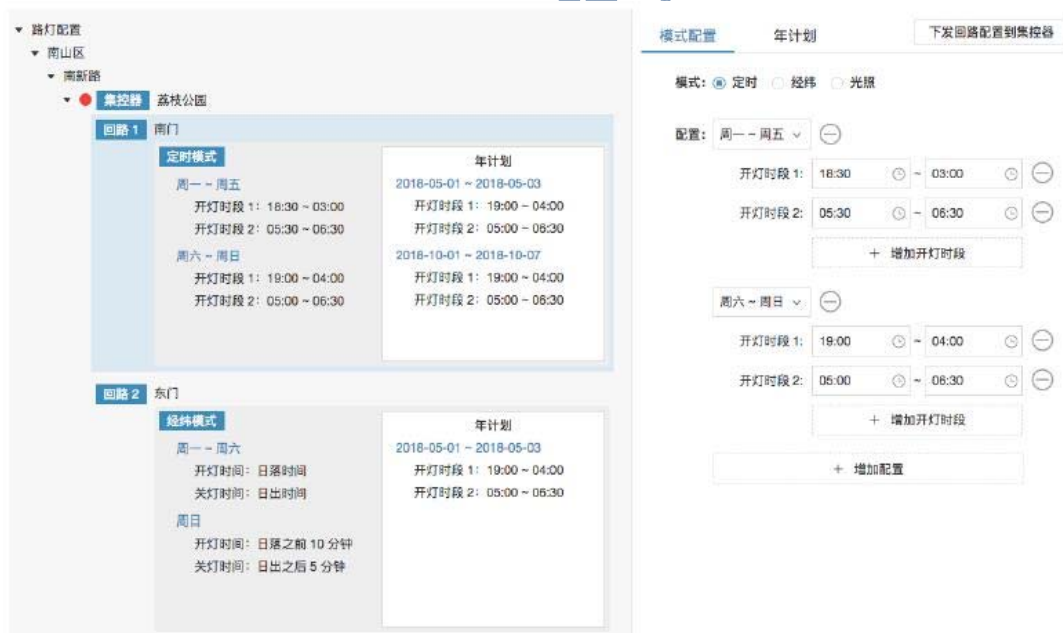 路灯配置
南山区
南新路
集控器 荔枝公园
回路 1 南门
定时模式
周一 ~ 周五
开灯时段 1: 18:30 ~ 03:00
开灯时段 2: 05:30 ~ 06:30
周六 ~ 周日
开灯时段 1: 19:00 ~ 04:00
开灯时段 2: 05:00 ~ 06:30
年计划
2018-05-01 ~ 2018-05-03
开灯时段 1: 19:00 ~ 04:00
开灯时段 2: 05:00 ~ 06:30
2018-10-01 ~ 2018-10-07
开灯时段 1: 19:00 ~ 04:00
开灯时段 2: 05:00 ~ 06:30
回路 2 东门
经纬模式
周一 ~ 周六
开灯时间: 日落时间
关灯时间: 日出时间
周日
开灯时间: 日落之前 10 分钟
关灯时间: 日出之后 5 分钟
年计划
2018-05-01 ~ 2018-05-03
开灯时段 1: 19:00 ~ 04:00
开灯时段 2: 05:00 ~ 06:30
模式配置 年计划 下发回路配置到集控器
模式: 定时 经纬 光照
配置: 周一 ~ 周五
开灯时段 1: 18:30 ~ 03:00
开灯时段 2: 05:30 ~ 06:30
+ 增加开灯时段
周六 ~ 周日
开灯时段 1: 19:00 ~ 04:00
开灯时段 2: 05:00 ~ 06:30
+ 增加开灯时段
+ 增加配置